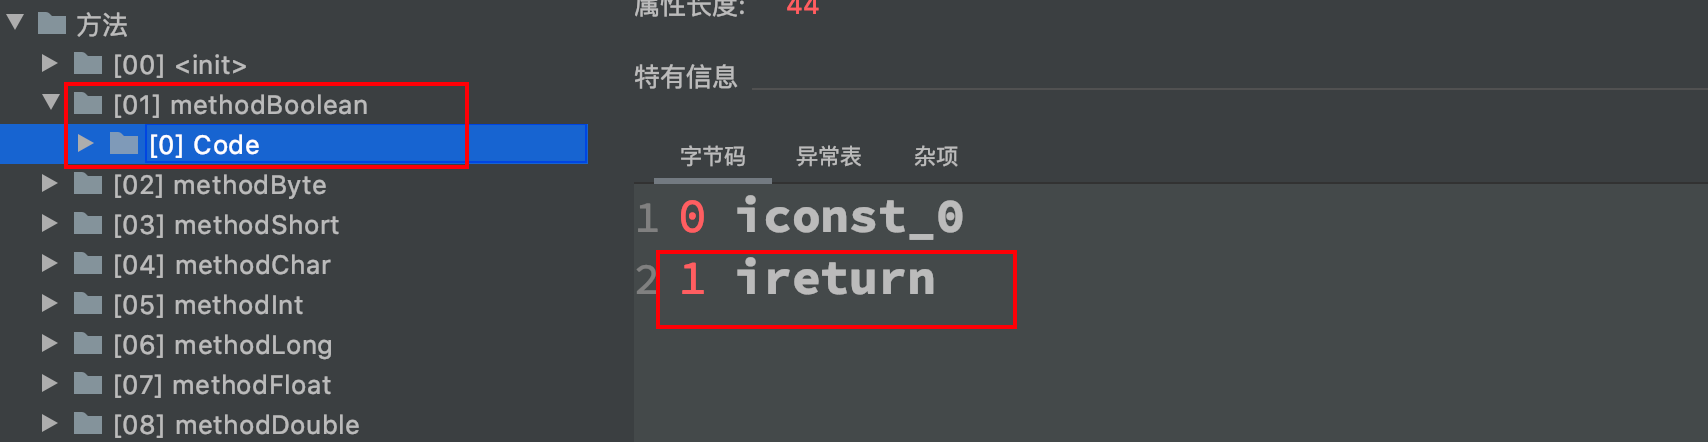 方法
[00] <init>
[01] methodBoolean
[0] Code
[02] methodByte
[03] methodShort
[04] methodChar
[05] methodInt
[06] methodLong
[07] methodFloat
[08] methodDouble
属性长度: 44
特有信息
字节码 异常表 杂项
1 0 iconst_0
2 1 ireturn